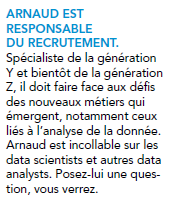 ARNAUD EST
RESPONSABLE
DU RECRUTEMENT.
Spécialiste de la génération
Y et bientôt de la génération
Z, il doit faire face aux défis
des nouveaux métiers qui
émergent, notamment ceux
liés à l'analyse de la donnée.
Arnaud est incollable sur les
data scientists et autres data
analysts. Posez-lui une ques-
tion, vous verrez.